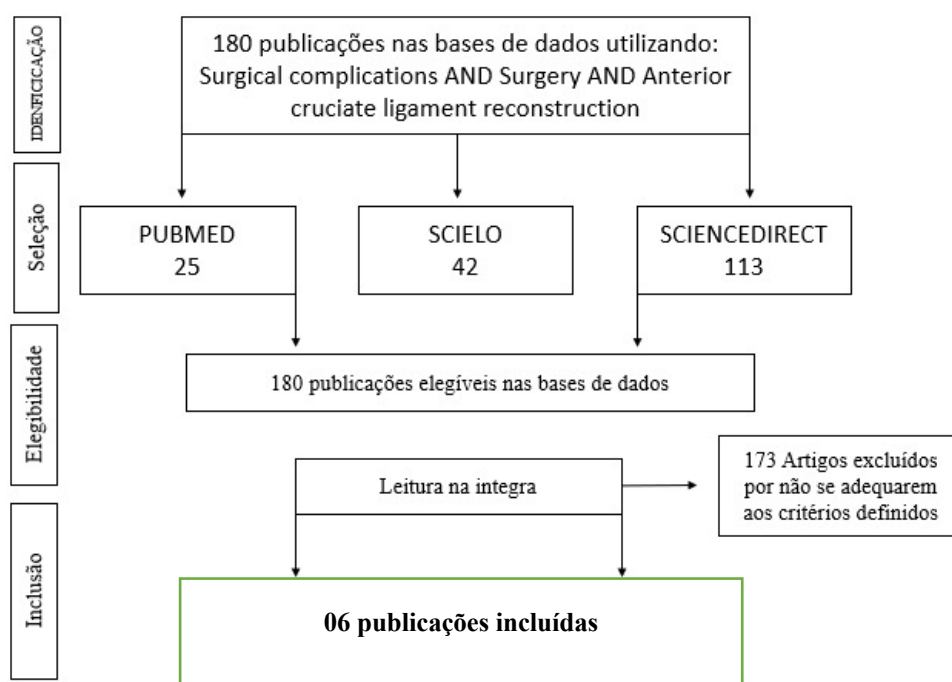 IDENFICICAÇÃO
180 publicações nas bases de dados utilizando:
Surgical complications AND Surgery AND Anterior
cruciate ligament reconstruction
Seleção
PUBMED
25
SCIELO
42
SCIENCEDIRECT
113
Elegibilidade
180 publicações elegíveis nas bases de dados
Leitura na integra
173 Artigos excluídos
por não se adequarem
aos critérios definidos
Inclusão
06 publicações incluídas